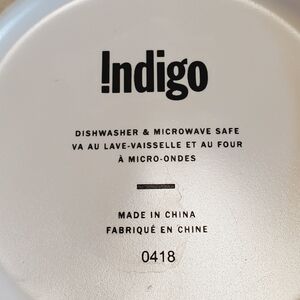 !ndigo
DISHWASHER & MICROWAVE SAFE
VA AU LAVE-VAISSELLE ET AU FOUR
À MICRO-ONDES
MADE IN CHINA
FABRIQUÉ EN CHINE
0418